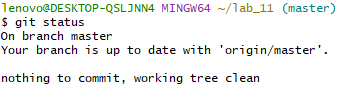 lenovo@DESKTOP-QSLJNN4 MINGW64 ~/lab_11 (master)
$ git status
On branch master
Your branch is up to date with 'origin/master'.
nothing to commit, working tree clean